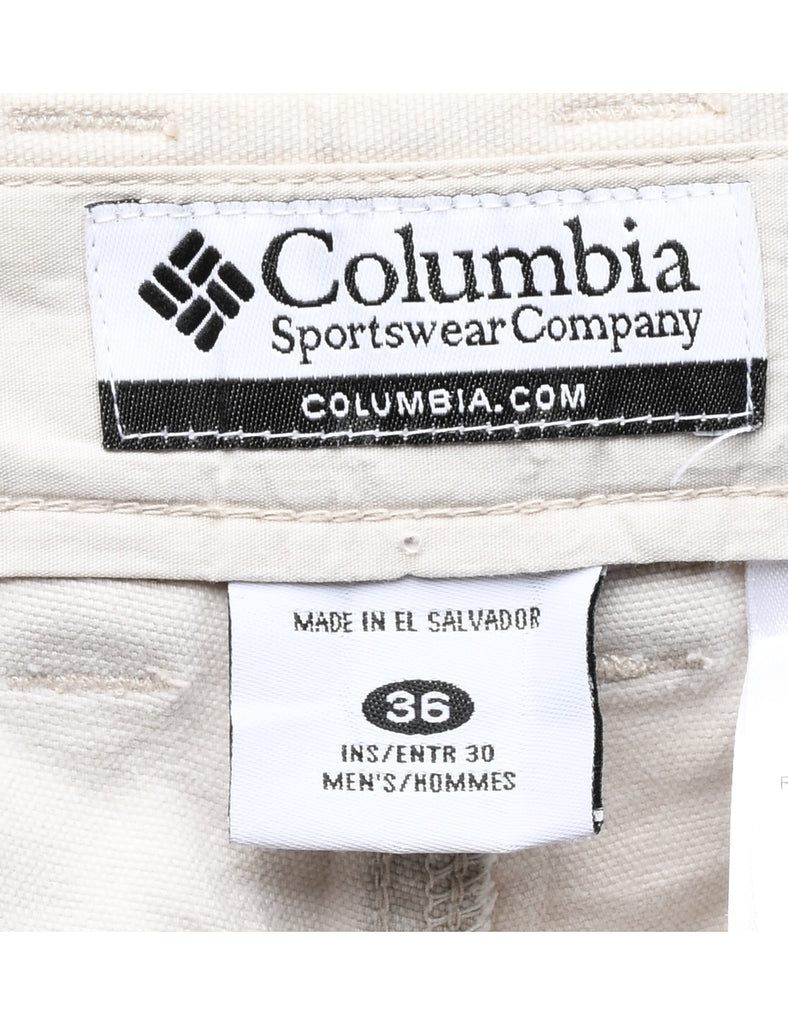 Columbia
Sportswear Company
COLUMBIA.COM
MADE IN EL SALVADOR
36
INS/ENTR 30
MEN'S/HOMMES
R